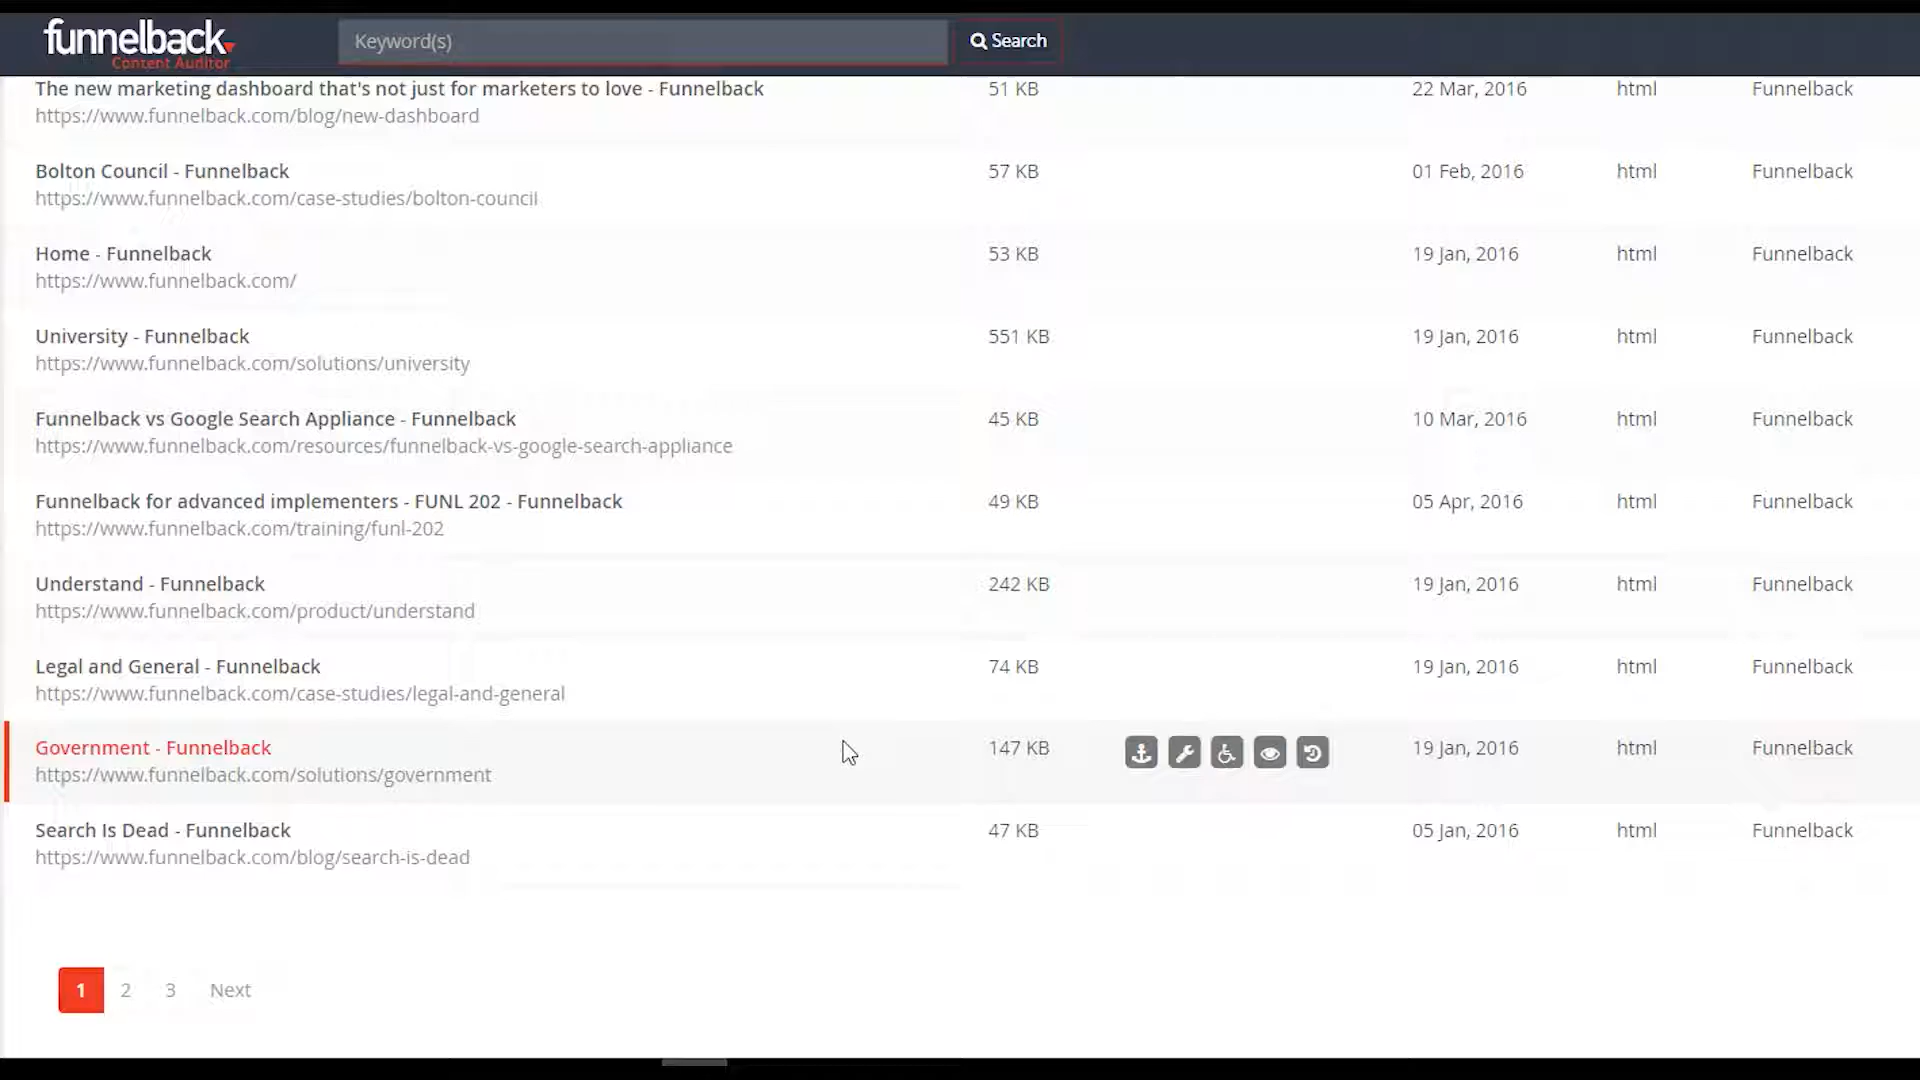 funnelback
Content Auditor
Keyword(s)
Search
The new marketing dashboard that's not just for marketers to love - Funnelback 51 KB 22 Mar, 2016 html Funnelback
https://www.funnelback.com/blog/new-dashboard
Bolton Council - Funnelback 57 KB 01 Feb, 2016 html Funnelback
https://www.funnelback.com/case-studies/bolton-council
Home - Funnelback 53 KB 19 Jan, 2016 html Funnelback
https://www.funnelback.com/
University - Funnelback 551 KB 19 Jan, 2016 html Funnelback
https://www.funnelback.com/solutions/university
Funnelback vs Google Search Appliance - Funnelback 45 KB 10 Mar, 2016 html Funnelback
https://www.funnelback.com/resources/funnelback-vs-google-search-appliance
Funnelback for advanced implementers - FUNL 202 - Funnelback 49 KB 05 Apr, 2016 html Funnelback
https://www.funnelback.com/training/funl-202
Understand - Funnelback 242 KB 19 Jan, 2016 html Funnelback
https://www.funnelback.com/product/understand
Legal and General - Funnelback 74 KB 19 Jan, 2016 html Funnelback
https://www.funnelback.com/case-studies/legal-and-general
Government - Funnelback 147 KB 19 Jan, 2016 html Funnelback
https://www.funnelback.com/solutions/government
Search Is Dead - Funnelback 47 KB 05 Jan, 2016 html Funnelback
https://www.funnelback.com/blog/search-is-dead
1 2 3 Next